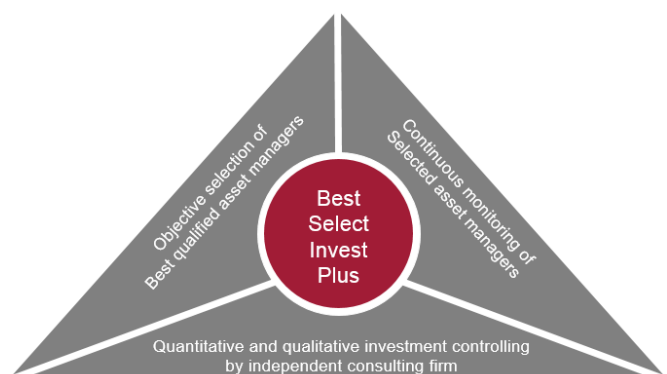 Objective selection of
Best qualified asset managers
Continuous monitoring of
Selected asset managers
Best
Select
Invest
Plus
Quantitative and qualitative investment controlling
by independent consulting firm